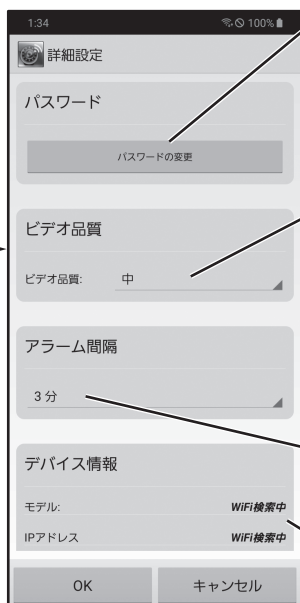 1:34 100%
詳細設定
パスワード
パスワードの変更
ビデオ品質
ビデオ品質: 中
アラーム間隔
3 分
デバイス情報
モデル: WiFi検索中
IPアドレス WiFi検索中
OK キャンセル